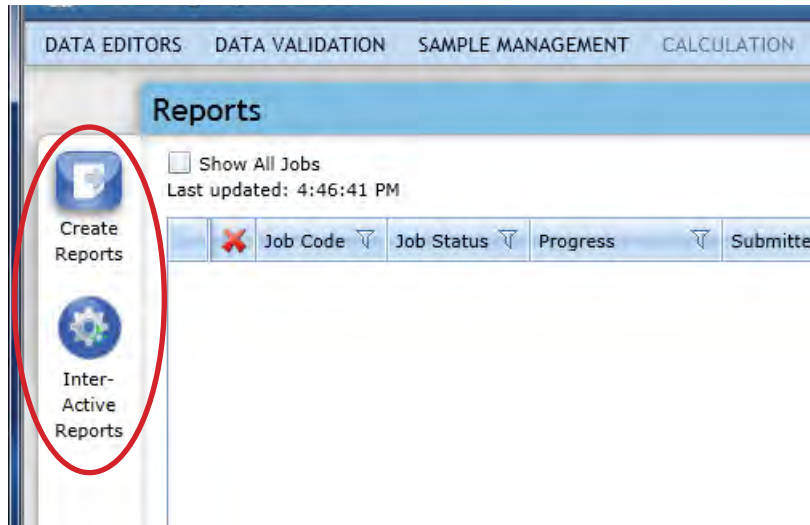 DATA EDITORS DATA VALIDATION SAMPLE MANAGEMENT CALCULATION
Reports
Show All Jobs
Last updated: 4:46:41 PM
Job Code Job Status Progress Submitte
Create
Reports
Inter-
Active
Reports